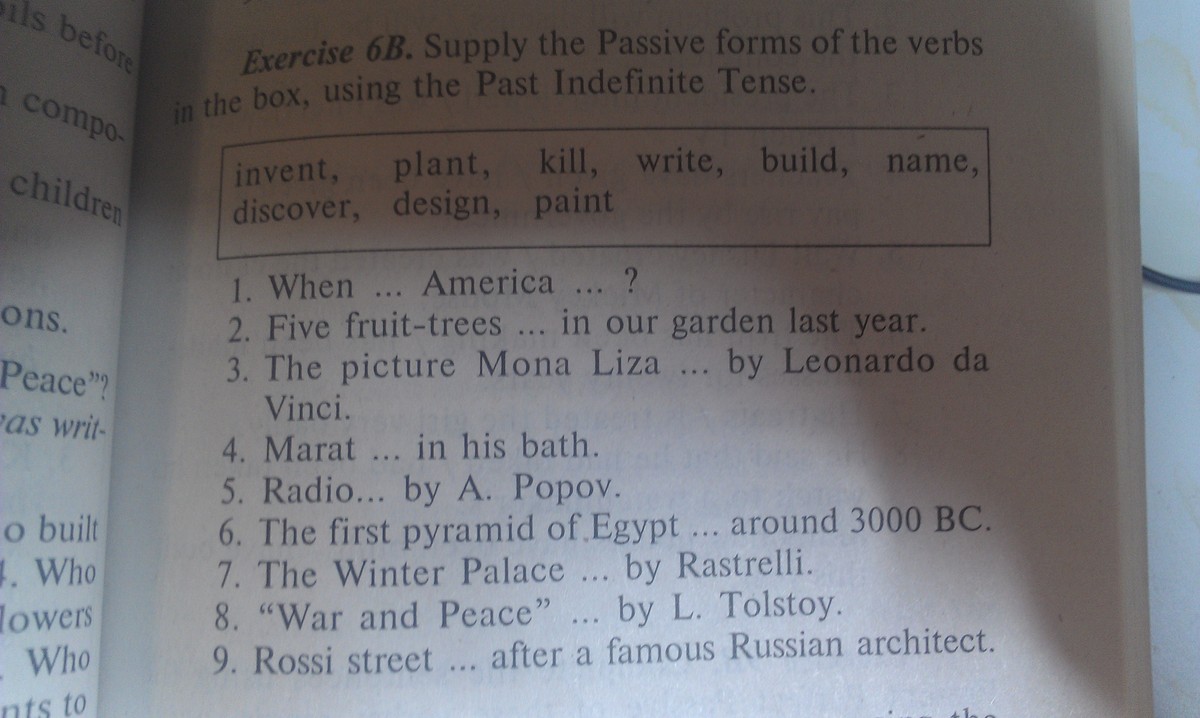 ils before
compo-
children
ons.
Peace"?
was writ-
o built
. Who
lowers
Who
nts to
Exercise 6B. Supply the Passive forms of the verbs
in the box, using the Past Indefinite Tense.
invent, plant, kill, write, build, name,
discover, design, paint
1. When ... America ... ?
2. Five fruit-trees ... in our garden last year.
3. The picture Mona Liza ... by Leonardo da
Vinci.
4. Marat ... in his bath.
5. Radio... by A. Popov.
6. The first pyramid of Egypt ... around 3000 BC.
7. The Winter Palace ... by Rastrelli.
8. “War and Peace” ... by L. Tolstoy.
9. Rossi street ... after a famous Russian architect.